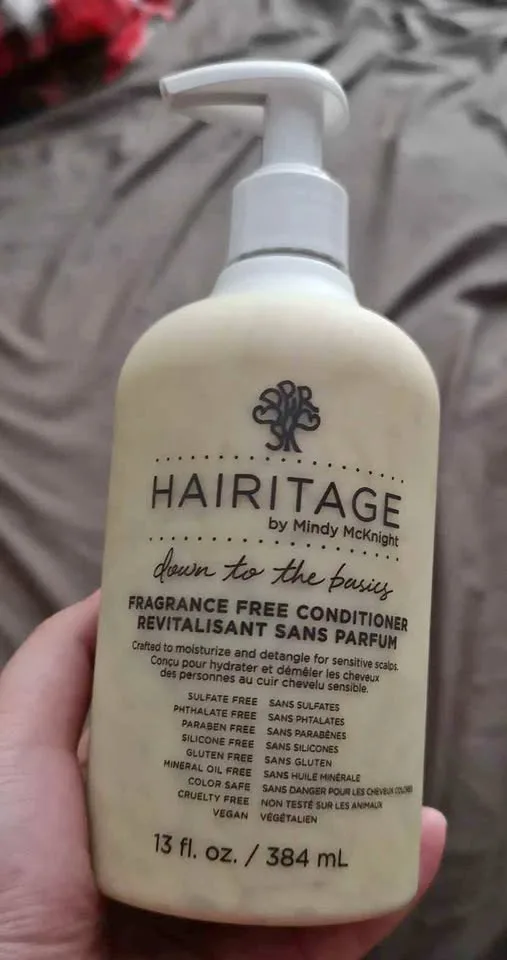 HAIRITAGE
by Mindy McKnight
down to the basics
FRAGRANCE FREE CONDITIONER
REVITALISANT SANS PARFUM
Crafted to moisturize and detangle for sensitive scalps.
Conçu pour hydrater et démêler les cheveux
des personnes au cuir chevelu sensible.
SULFATE FREE SANS SULFATES
PHTHALATE FREE SANS PHTALATES
PARABEN FREE SANS PARABÈNES
SILICONE FREE SANS SILICONES
GLUTEN FREE SANS GLUTEN
MINERAL OIL FREE SANS HUILE MINÉRALE
COLOR SAFE SANS DANGER POUR LES CHEVEUX COLORÉS
CRUELTY FREE NON TESTÉ SUR LES ANIMAUX
VEGAN VÉGÉTALIEN
13 fl. oz. / 384 mL